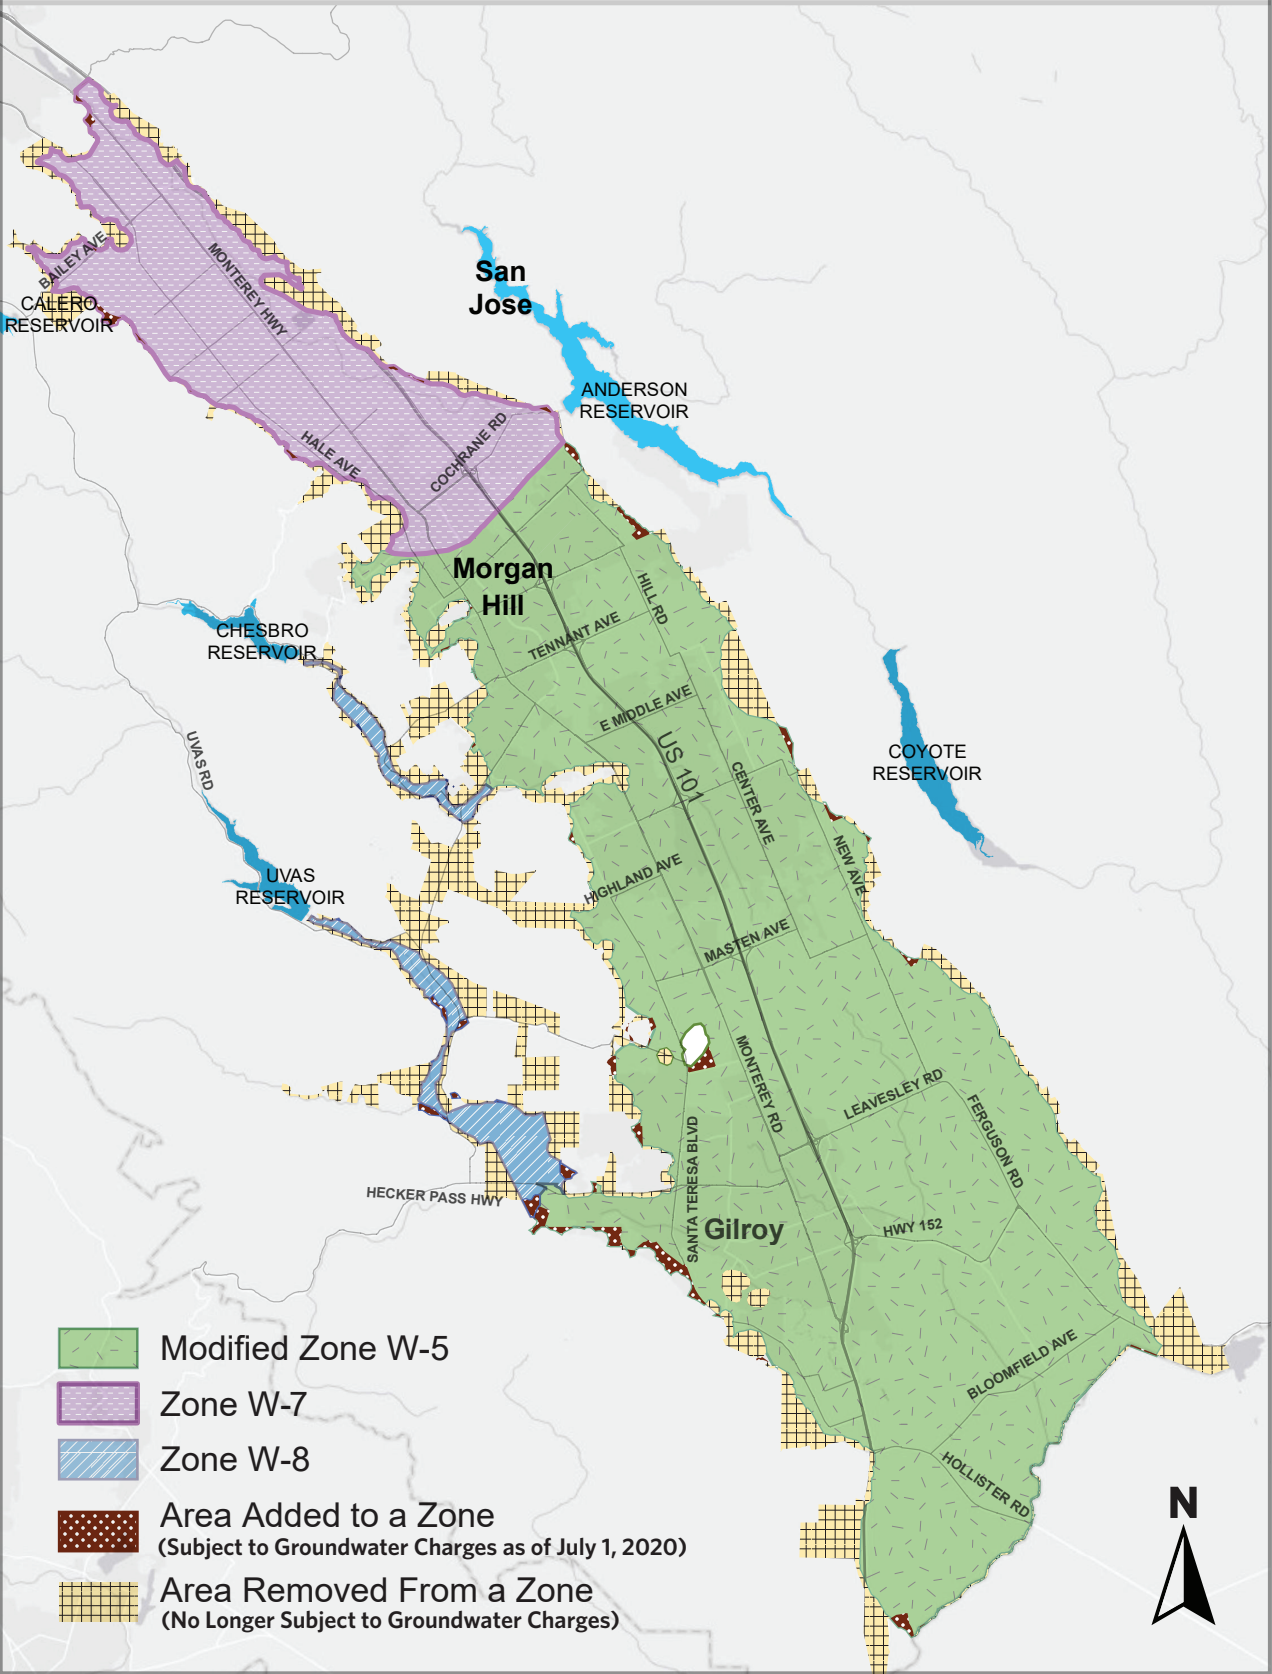 BAILEY AVE
MONTEREY HWY
CALERO
RESERVOIR
San
Jose
ANDERSON
RESERVOIR
HALE AVE
COCHRANE RD
Morgan
Hill
HILL RD
TENNANT AVE
CHESBRO
RESERVOIR
E MIDDLE AVE
US 101
UVAS RD
COYOTE
RESERVOIR
CENTER AVE
NEW AVE
HIGHLAND AVE
UVAS
RESERVOIR
MASTEN AVE
MONTEREY RD
LEAVESLEY RD
FERGUSON RD
SANTA TERESA BLVD
HECKER PASS HWY
Gilroy
HWY 152
BLOOMFIELD AVE
HOLLISTER RD
Modified Zone W-5
Zone W-7
Zone W-8
Area Added to a Zone
(Subject to Groundwater Charges as of July 1, 2020)
Area Removed From a Zone
(No Longer Subject to Groundwater Charges)
N